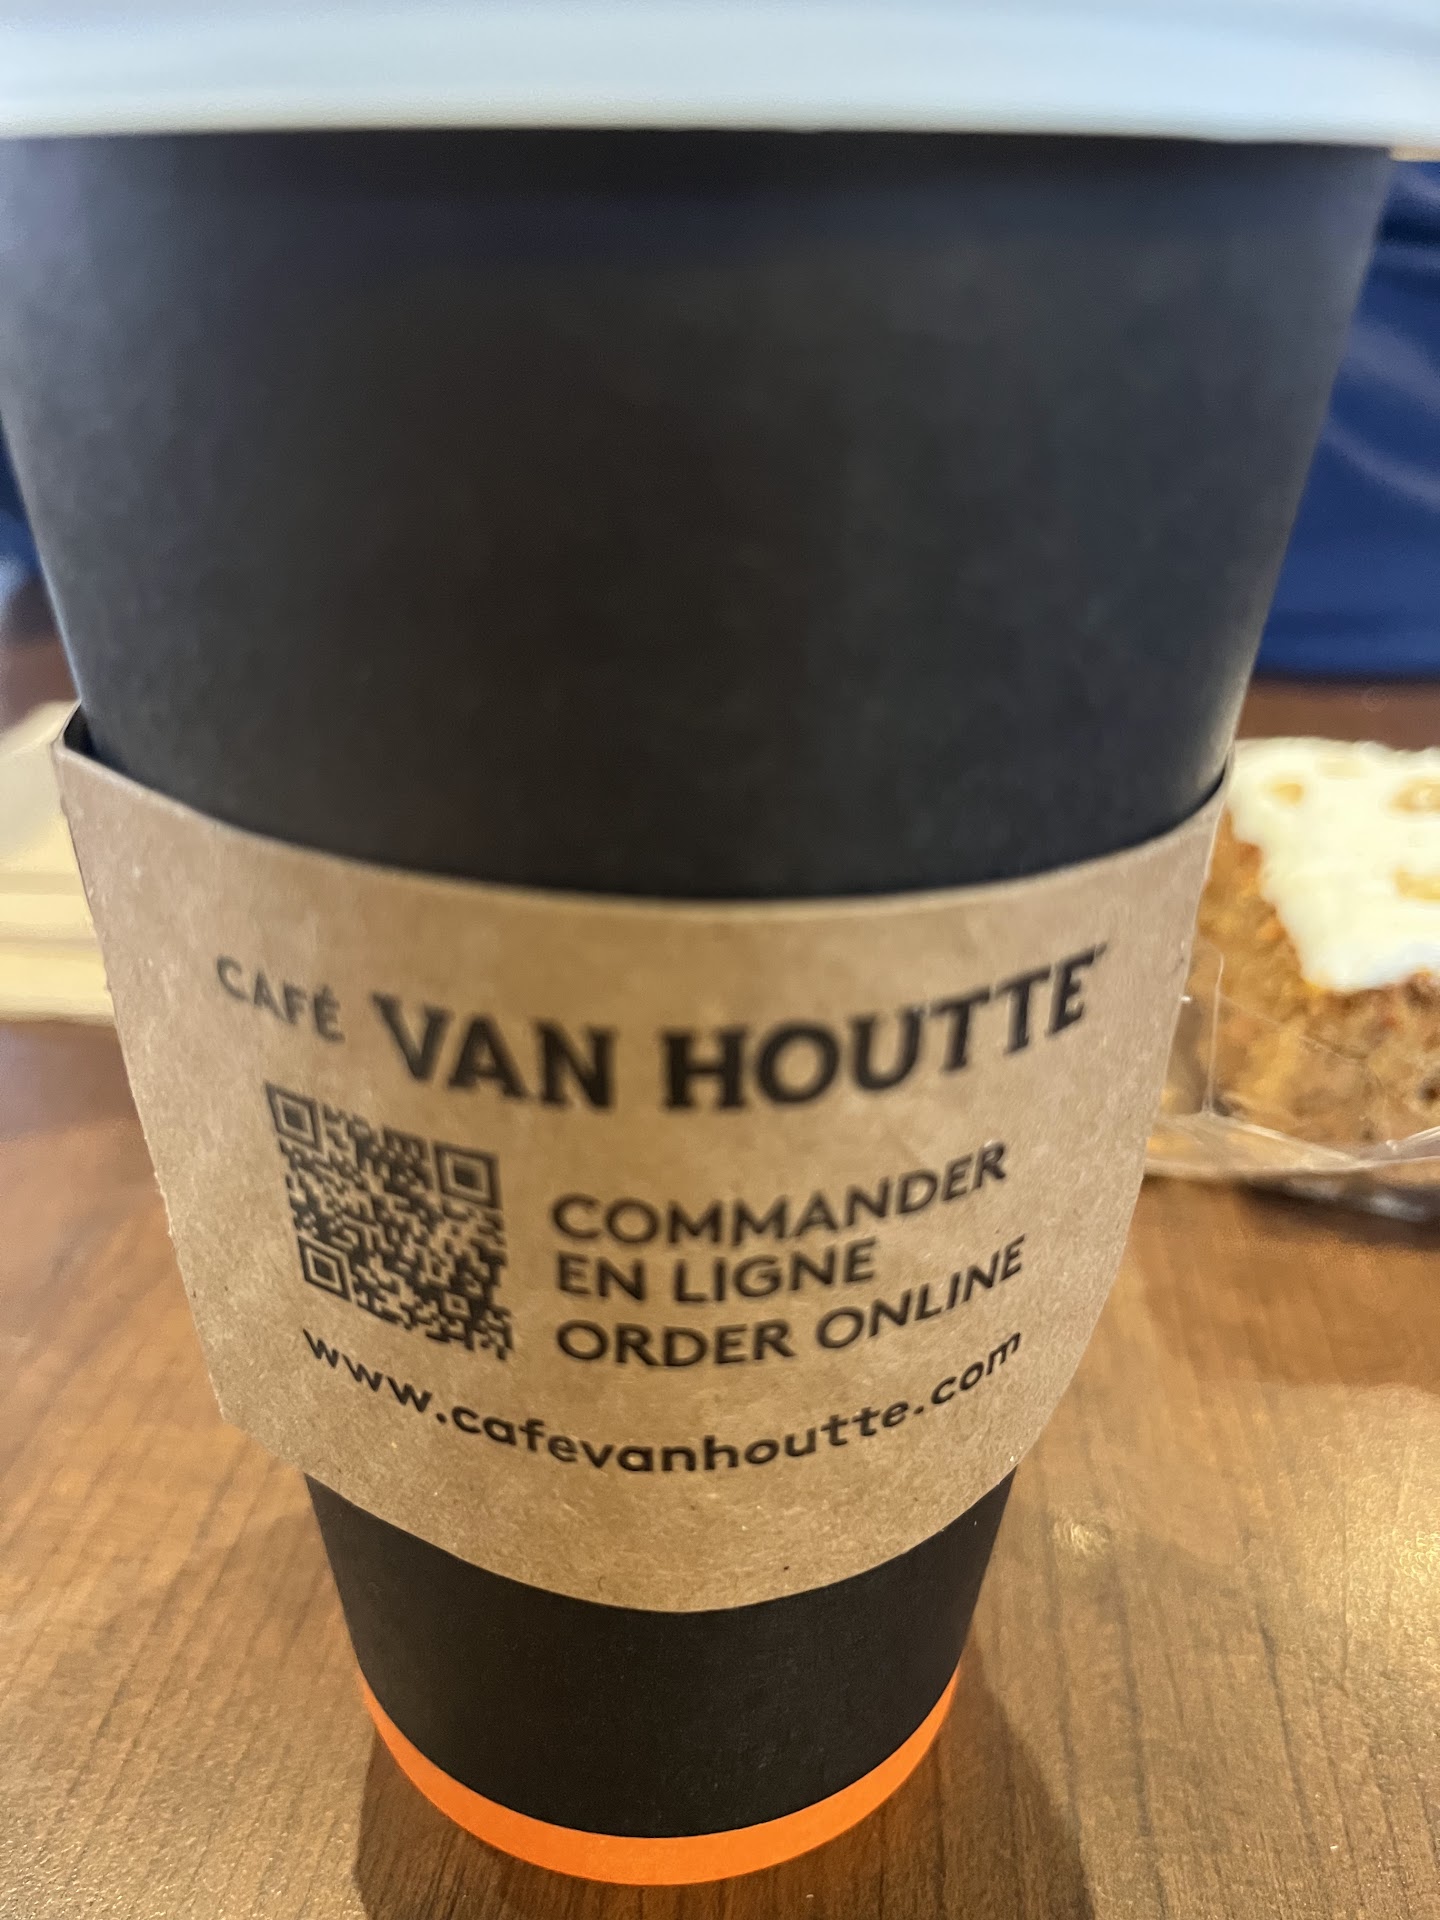 CAFÉ VAN HOUTTE
COMMANDER
EN LIGNE
ORDER ONLINE
www.cafevanhoutte.com